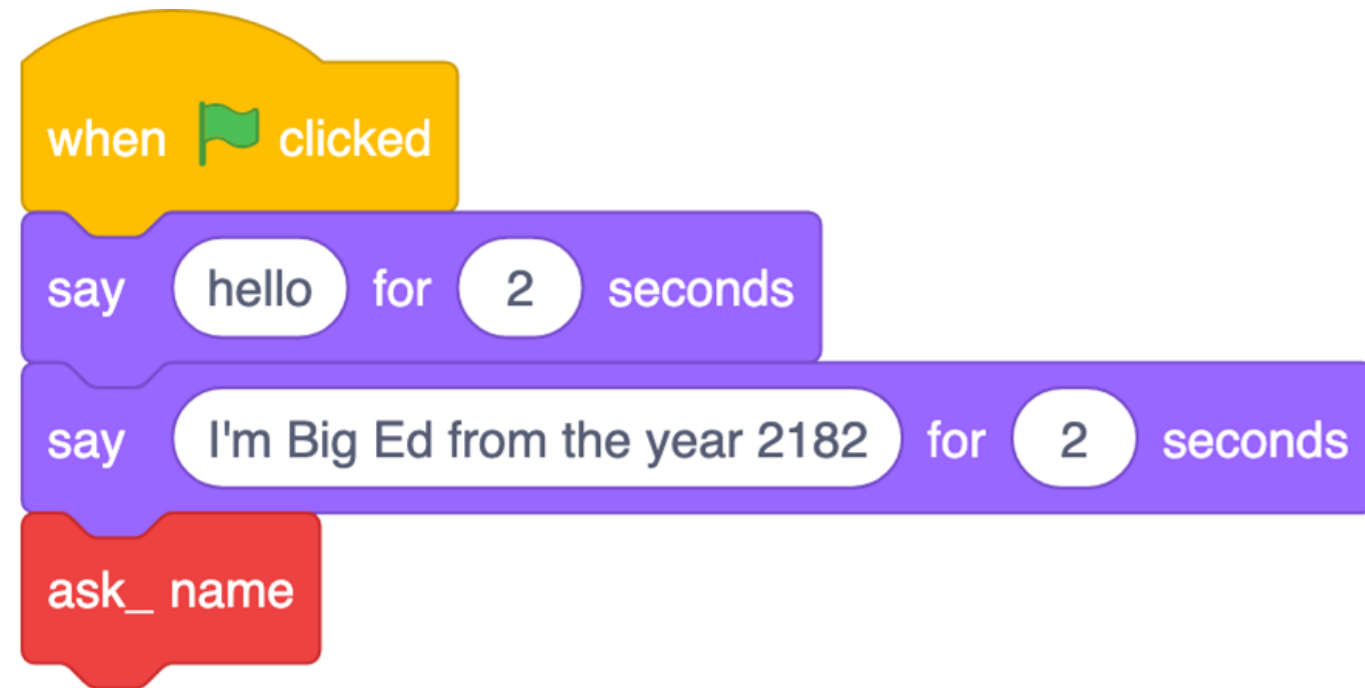 when clicked
say hello for 2 seconds
say I'm Big Ed from the year 2182 for 2 seconds
ask_ name